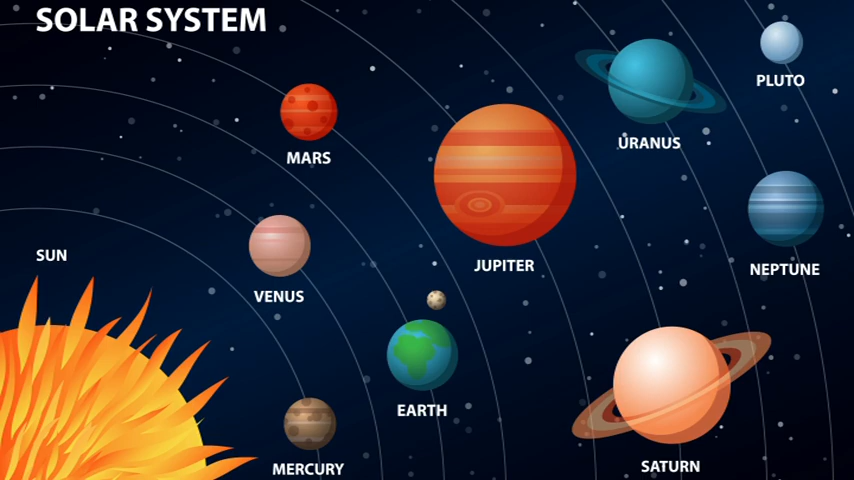 SOLAR SYSTEM
PLUTO
URANUS
MARS
SUN
JUPITER
NEPTUNE
VENUS
EARTH
MERCURY
SATURN